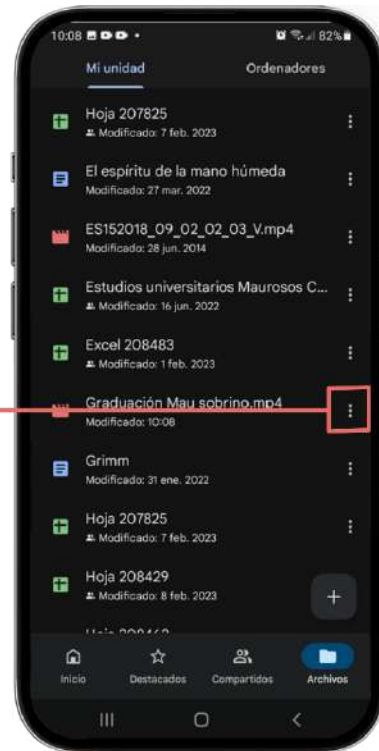 10:08 82%
Mi unidad Ordenadores
Hoja 207825
Modificado: 7 feb. 2023
El espíritu de la mano húmeda
Modificado: 27 mar. 2022
ES152018_09_02_02_03_V.mp4
Modificado: 28 jun. 2014
Estudios universitarios Maurosos C...
Modificado: 16 jun. 2022
Excel 208483
Modificado: 1 feb. 2023
Graduación Mau sobrino.mp4
Modificado: 10:08
Grimm
Modificado: 31 ene. 2022
Hoja 207825
Modificado: 7 feb. 2023
Hoja 208429
Modificado: 8 feb. 2023
Inicio Destacados Compartidos Archivos